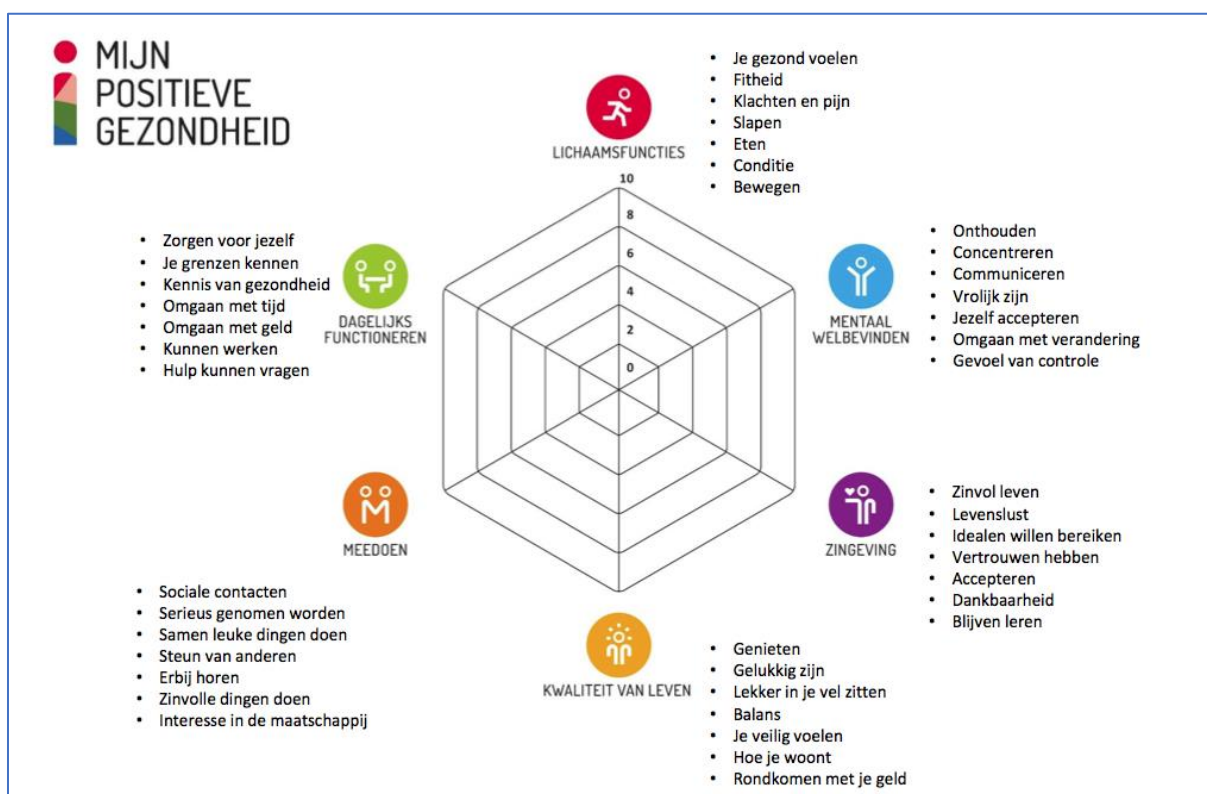 MIJN
POSITIEVE
GEZONDHEID
LICHAAMSFUNCTIES
• Je gezond voelen
• Fitheid
• Klachten en pijn
• Slapen
• Eten
• Conditie
• Bewegen
10
8
6
4
2
0
MENTAAL
WELBEVINDEN
• Onthouden
• Concentreren
• Communiceren
• Vrolijk zijn
• Jezelf accepteren
• Omgaan met verandering
• Gevoel van controle
ZINGEVING
• Zinvol leven
• Levenslust
• Idealen willen bereiken
• Vertrouwen hebben
• Accepteren
• Dankbaarheid
• Blijven leren
KWALITEIT VAN LEVEN
• Genieten
• Gelukkig zijn
• Lekker in je vel zitten
• Balans
• Je veilig voelen
• Hoe je woont
• Rondkomen met je geld
MEEDOEN
• Sociale contacten
• Serieus genomen worden
• Samen leuke dingen doen
• Steun van anderen
• Erbij horen
• Zinvolle dingen doen
• Interesse in de maatschappij
DAGELIJKS
FUNCTIONEREN
• Zorgen voor jezelf
• Je grenzen kennen
• Kennis van gezondheid
• Omgaan met tijd
• Omgaan met geld
• Kunnen werken
• Hulp kunnen vragen